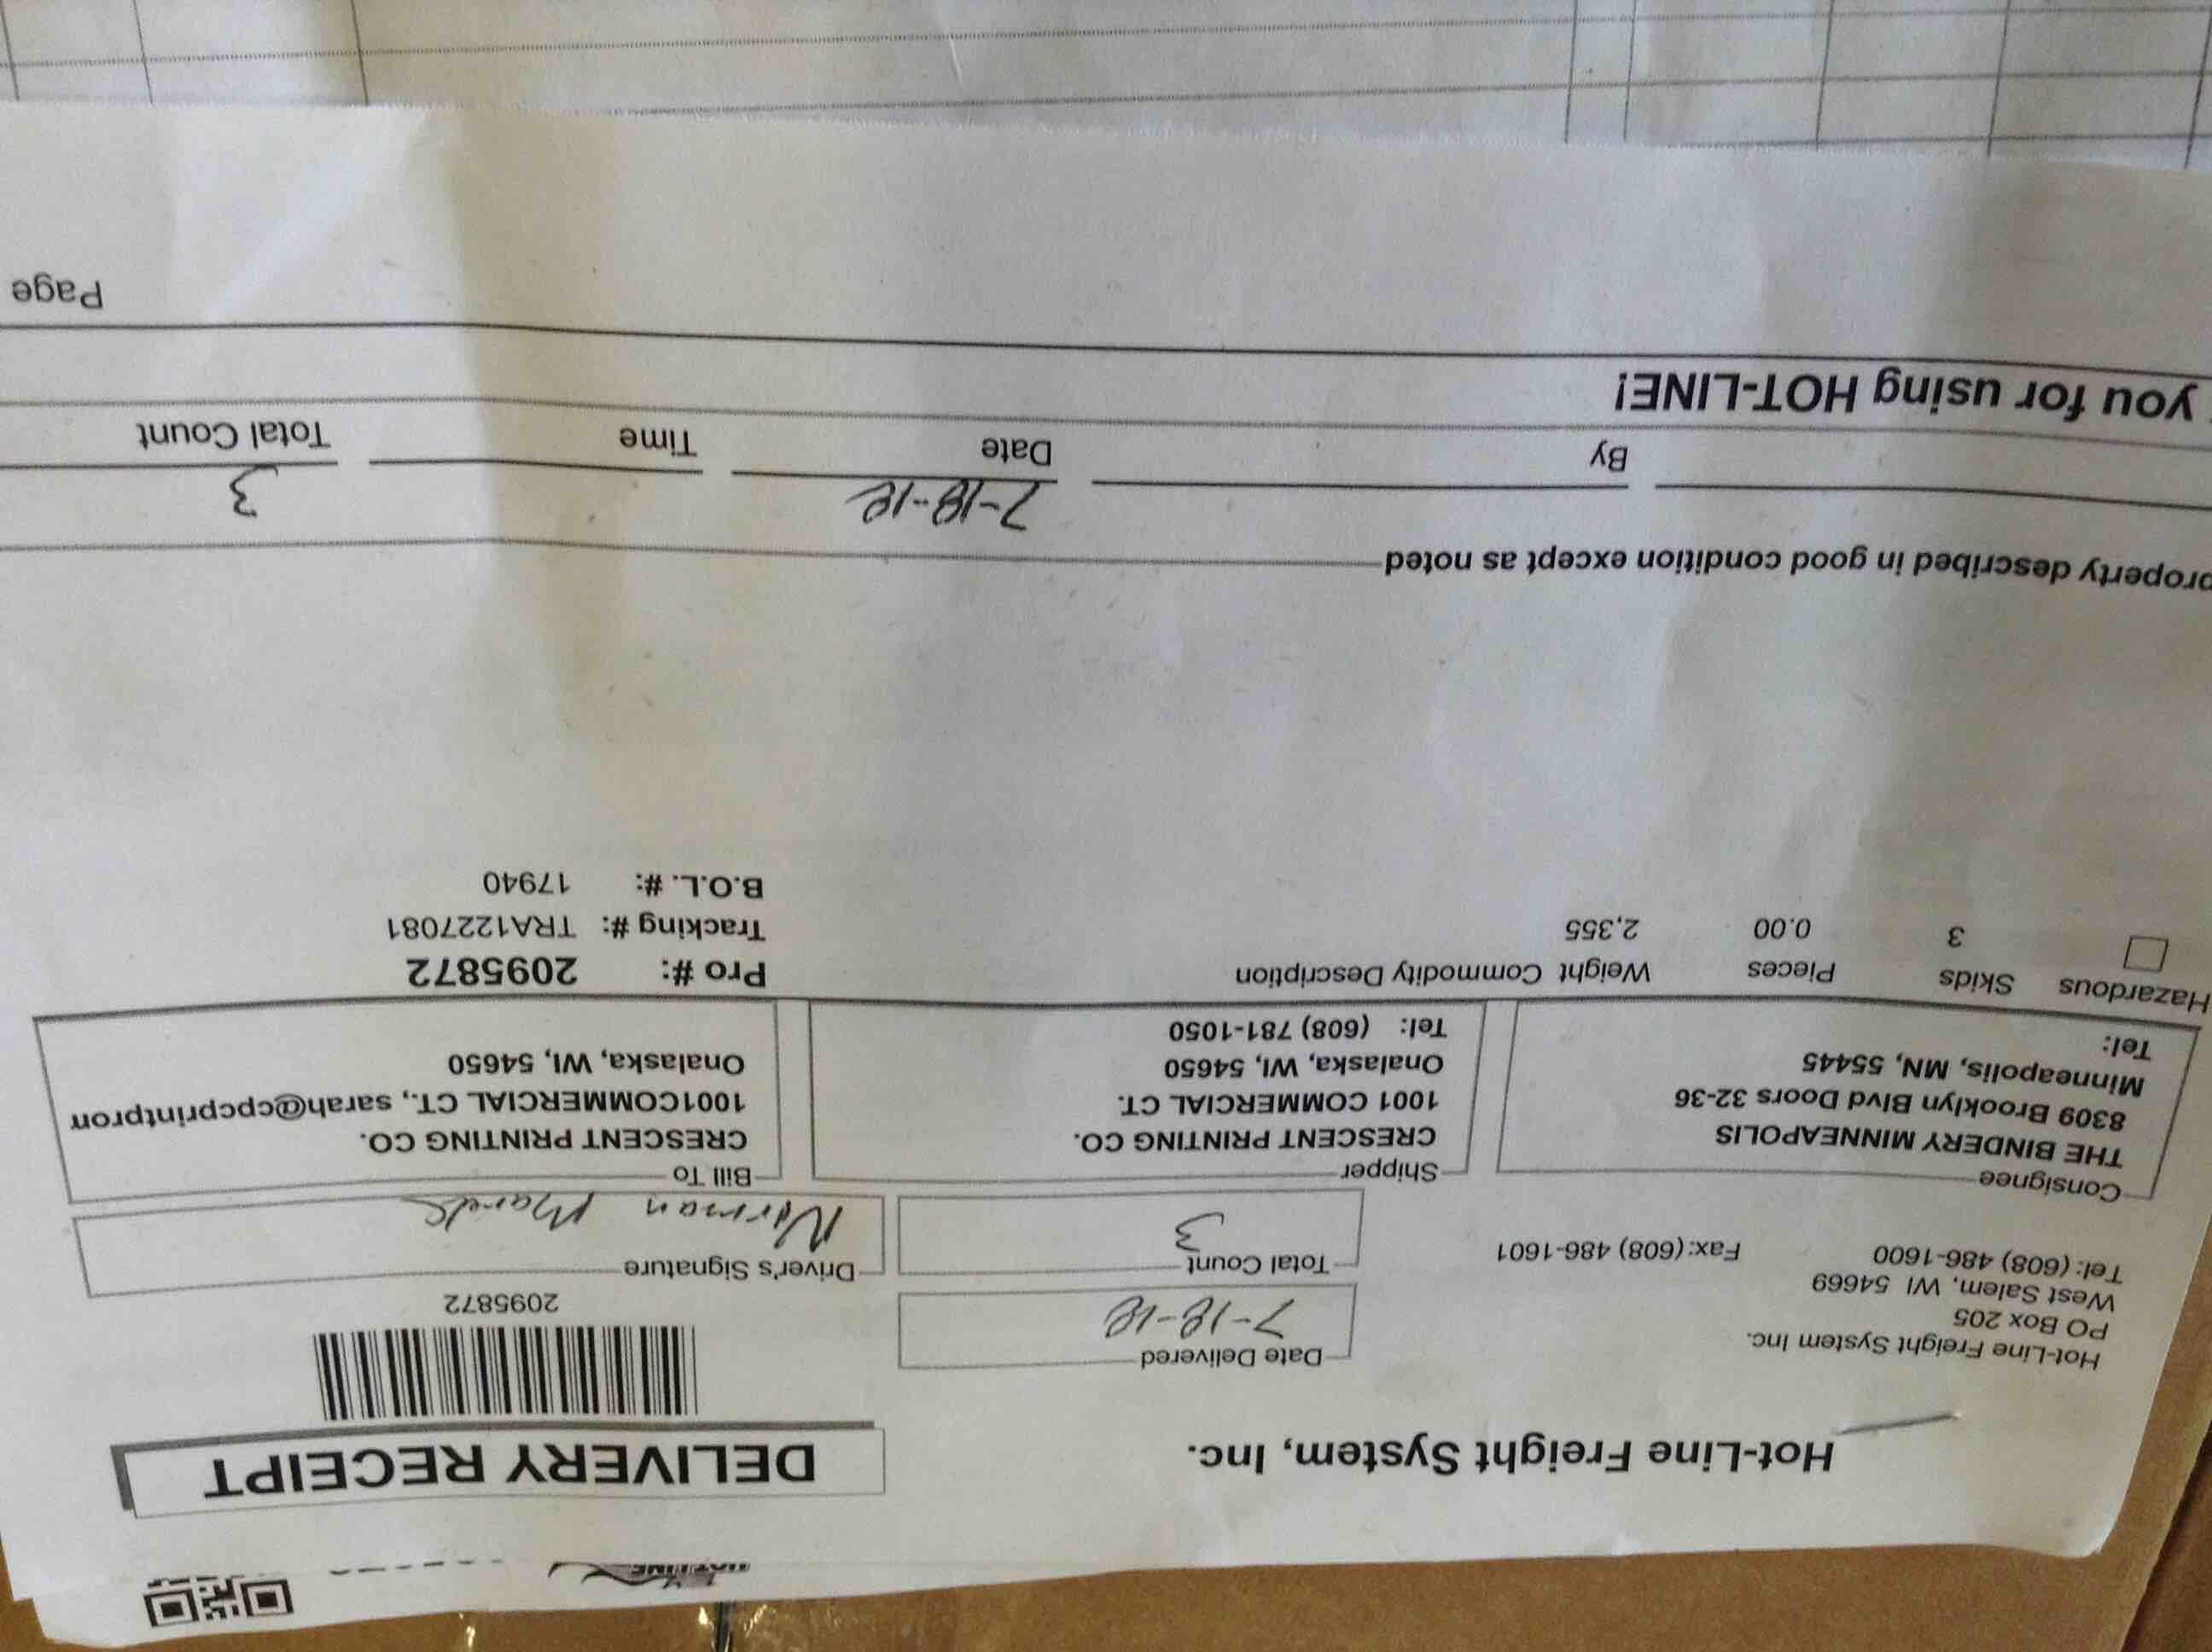 Hot-Line Freight System, Inc.
DELIVERY RECEIPT
Hot-Line Freight System Inc.
PO Box 205
West Salem, WI 54669
Tel: (608) 486-1600 Fax: (608) 486-1601
Date Delivered
7-18-18
Total Count
3
2095872
Driver's Signature
Norman
Consignee
THE BINDERY MINNEAPOLIS
8309 Brooklyn Blvd Doors 32-36
Minneapolis, MN, 55445
Tel:
Shipper
CRESCENT PRINTING CO.
1001 COMMERCIAL CT.
Onalaska, WI, 54650
Tel: (608) 781-1050
Bill To
CRESCENT PRINTING CO.
1001COMMERCIAL CT., sarah@cpcprintpron
Onalaska, WI, 54650
Hazardous Skids Pieces Weight Commodity Description
3 0.00 2,355
Pro #: 2095872
Tracking #: TRA1227081
B.O.L. #: 17940
property described in good condition except as noted
7-18-18 3
By Date Time Total Count
you for using HOT-LINE!
Page